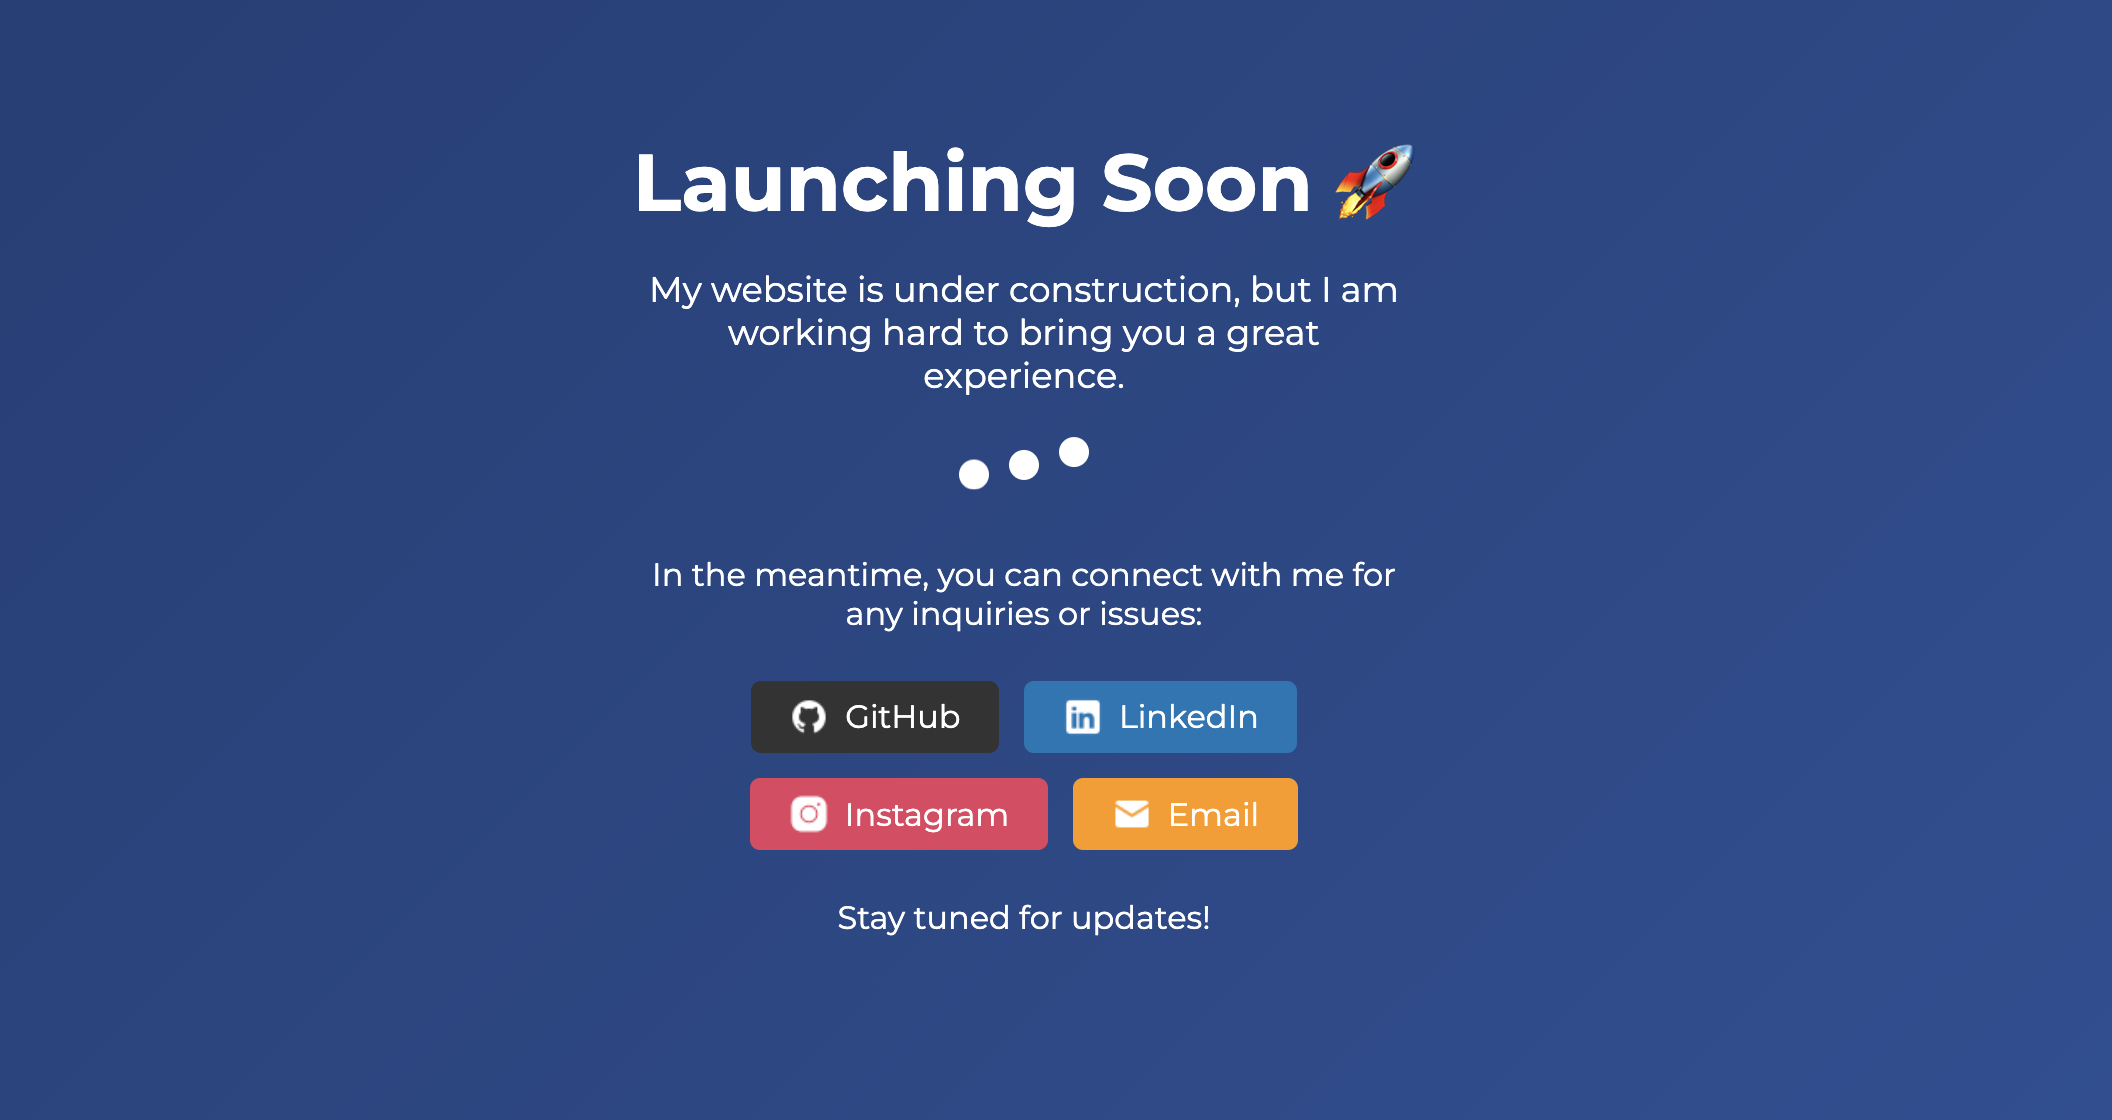 Launching Soon 🚀
My website is under construction, but I am
working hard to bring you a great
experience.
In the meantime, you can connect with me for
any inquiries or issues:
GitHub
LinkedIn
Instagram
Email
Stay tuned for updates!